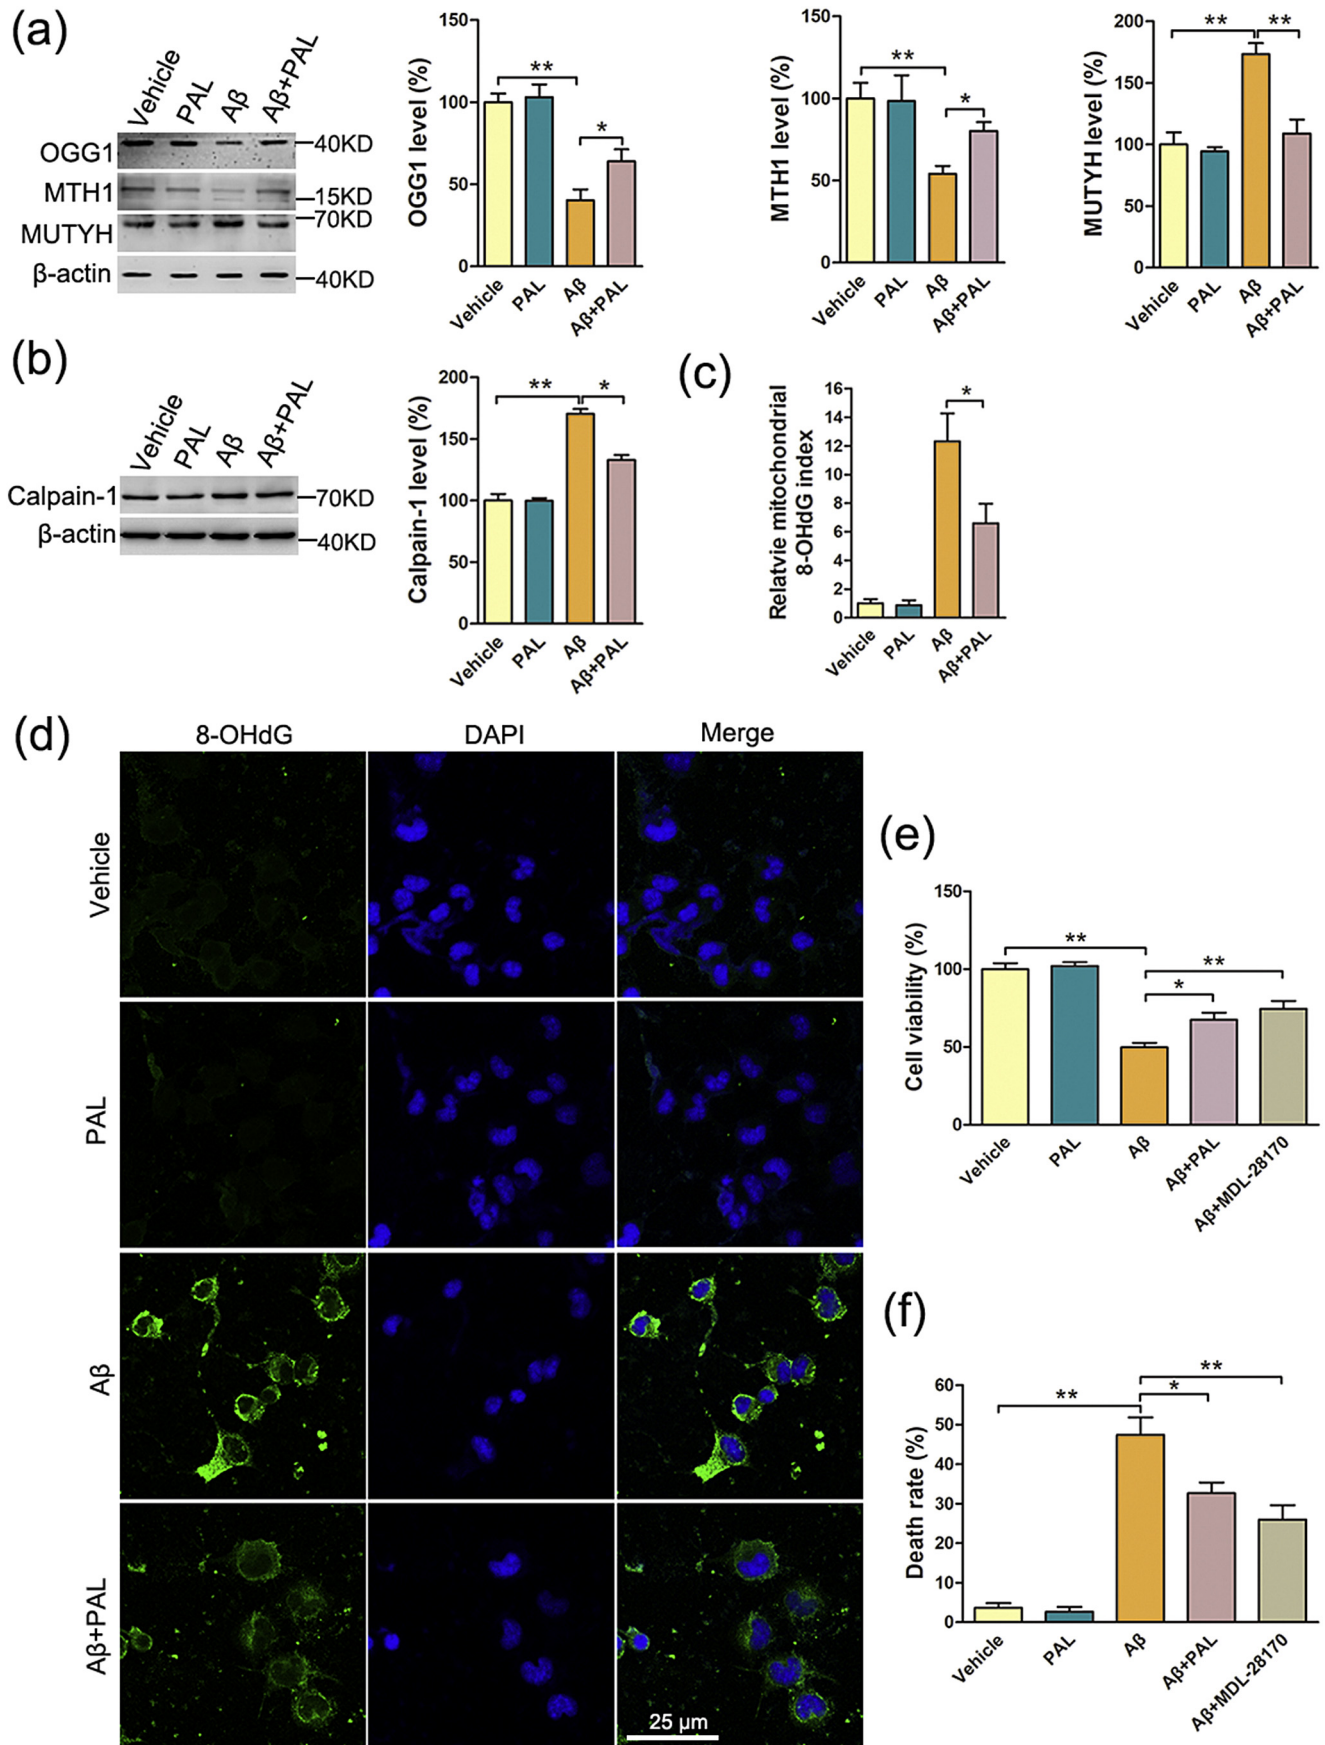 (a)
Vehicle
PAL
Aβ
Aβ+PAL
OGG1
40KD
MTH1
15KD
70KD
MUTYH
β-actin
40KD
OGG1 level (%)
150
100
50
0
**
*
Vehicle
PAL
Aβ
Aβ+PAL
MTH1 level (%)
150
100
50
0
**
*
Vehicle
PAL
Aβ
Aβ+PAL
MUTYH level (%)
200
150
100
50
0
**
**
Vehicle
PAL
Aβ
Aβ+PAL
(b)
Vehicle
PAL
Aβ
Aβ+PAL
Calpain-1
70KD
β-actin
40KD
Calpain-1 level (%)
200
150
100
50
0
**
*
Vehicle
PAL
Aβ
Aβ+PAL
(c)
Relatvie mitochondrial
8-OHdG index
16
14
12
10
8
6
4
2
0
*
Vehicle
PAL
Aβ
Aβ+PAL
(d)
8-OHdG
DAPI
Merge
Vehicle
PAL
Aβ
Aβ+PAL
25 μm
(e)
Cell viability (%)
150
100
50
0
**
**
*
Vehicle
PAL
Aβ
Aβ+PAL
Aβ+MDL-28170
(f)
Death rate (%)
60
50
40
30
20
10
0
**
**
*
Vehicle
PAL
Aβ
Aβ+PAL
Aβ+MDL-28170